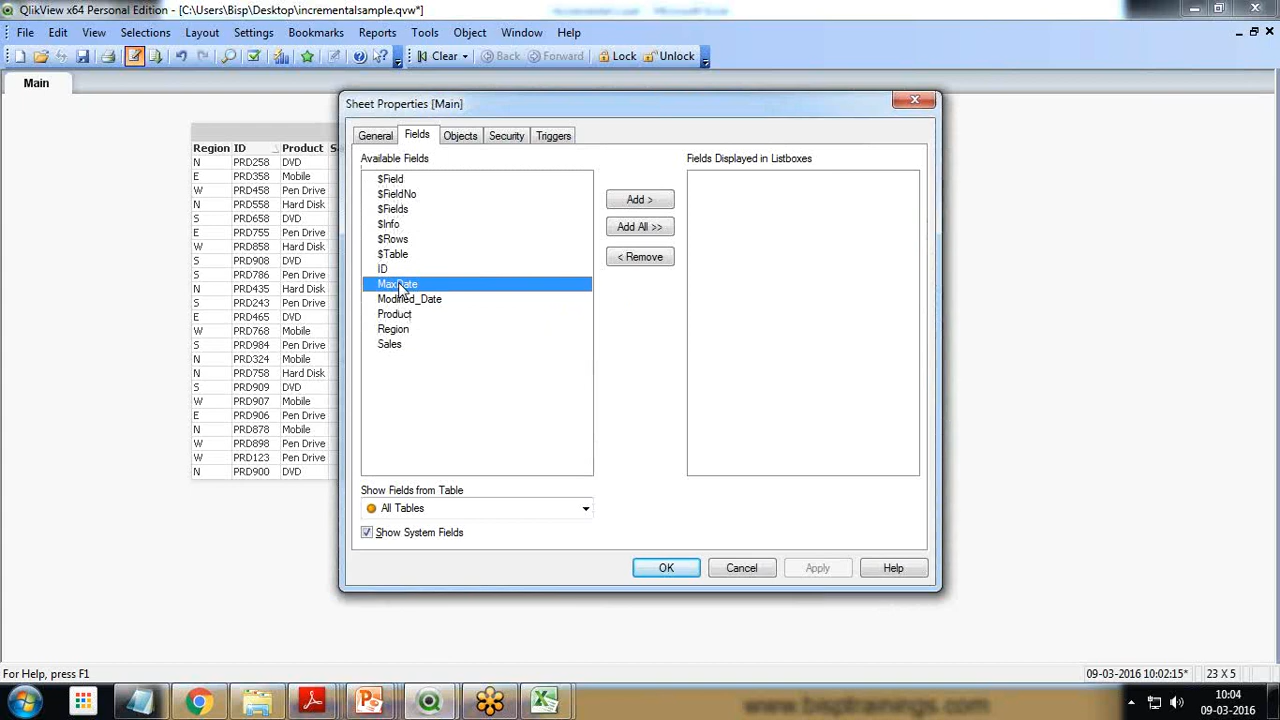 QlikView x64 Personal Edition - [C:\Users\Bisp\Desktop\incrementalsample.qvw*]
File Edit View Selections Layout Settings Bookmarks Reports Tools Object Window Help
Clear Back Forward Lock Unlock
Main
Sheet Properties [Main]
General Fields Objects Security Triggers
Available Fields
Fields Displayed in Listboxes
$Field
$FieldNo
$Fields
$Info
$Rows
$Table
ID
MaxDate
Modified_Date
Product
Region
Sales
Add >
Add All >>
< Remove
Show Fields from Table
All Tables
Show System Fields
OK Cancel Apply Help
Region ID Product
N PRD258 DVD
E PRD358 Mobile
W PRD458 Pen Drive
N PRD558 Hard Disk
S PRD658 DVD
E PRD755 Pen Drive
W PRD858 Hard Disk
S PRD908 DVD
S PRD786 Pen Drive
N PRD435 Hard Disk
S PRD243 Pen Drive
E PRD465 DVD
W PRD768 Mobile
S PRD984 Pen Drive
N PRD324 Mobile
N PRD758 Hard Disk
S PRD909 DVD
W PRD907 Mobile
E PRD906 Pen Drive
N PRD878 Mobile
W PRD898 Pen Drive
W PRD123 Pen Drive
N PRD900 DVD
For Help, press F1
09-03-2016 10:02:15* 23 X 5
www.bisptrainings.com
10:04
09-03-2016